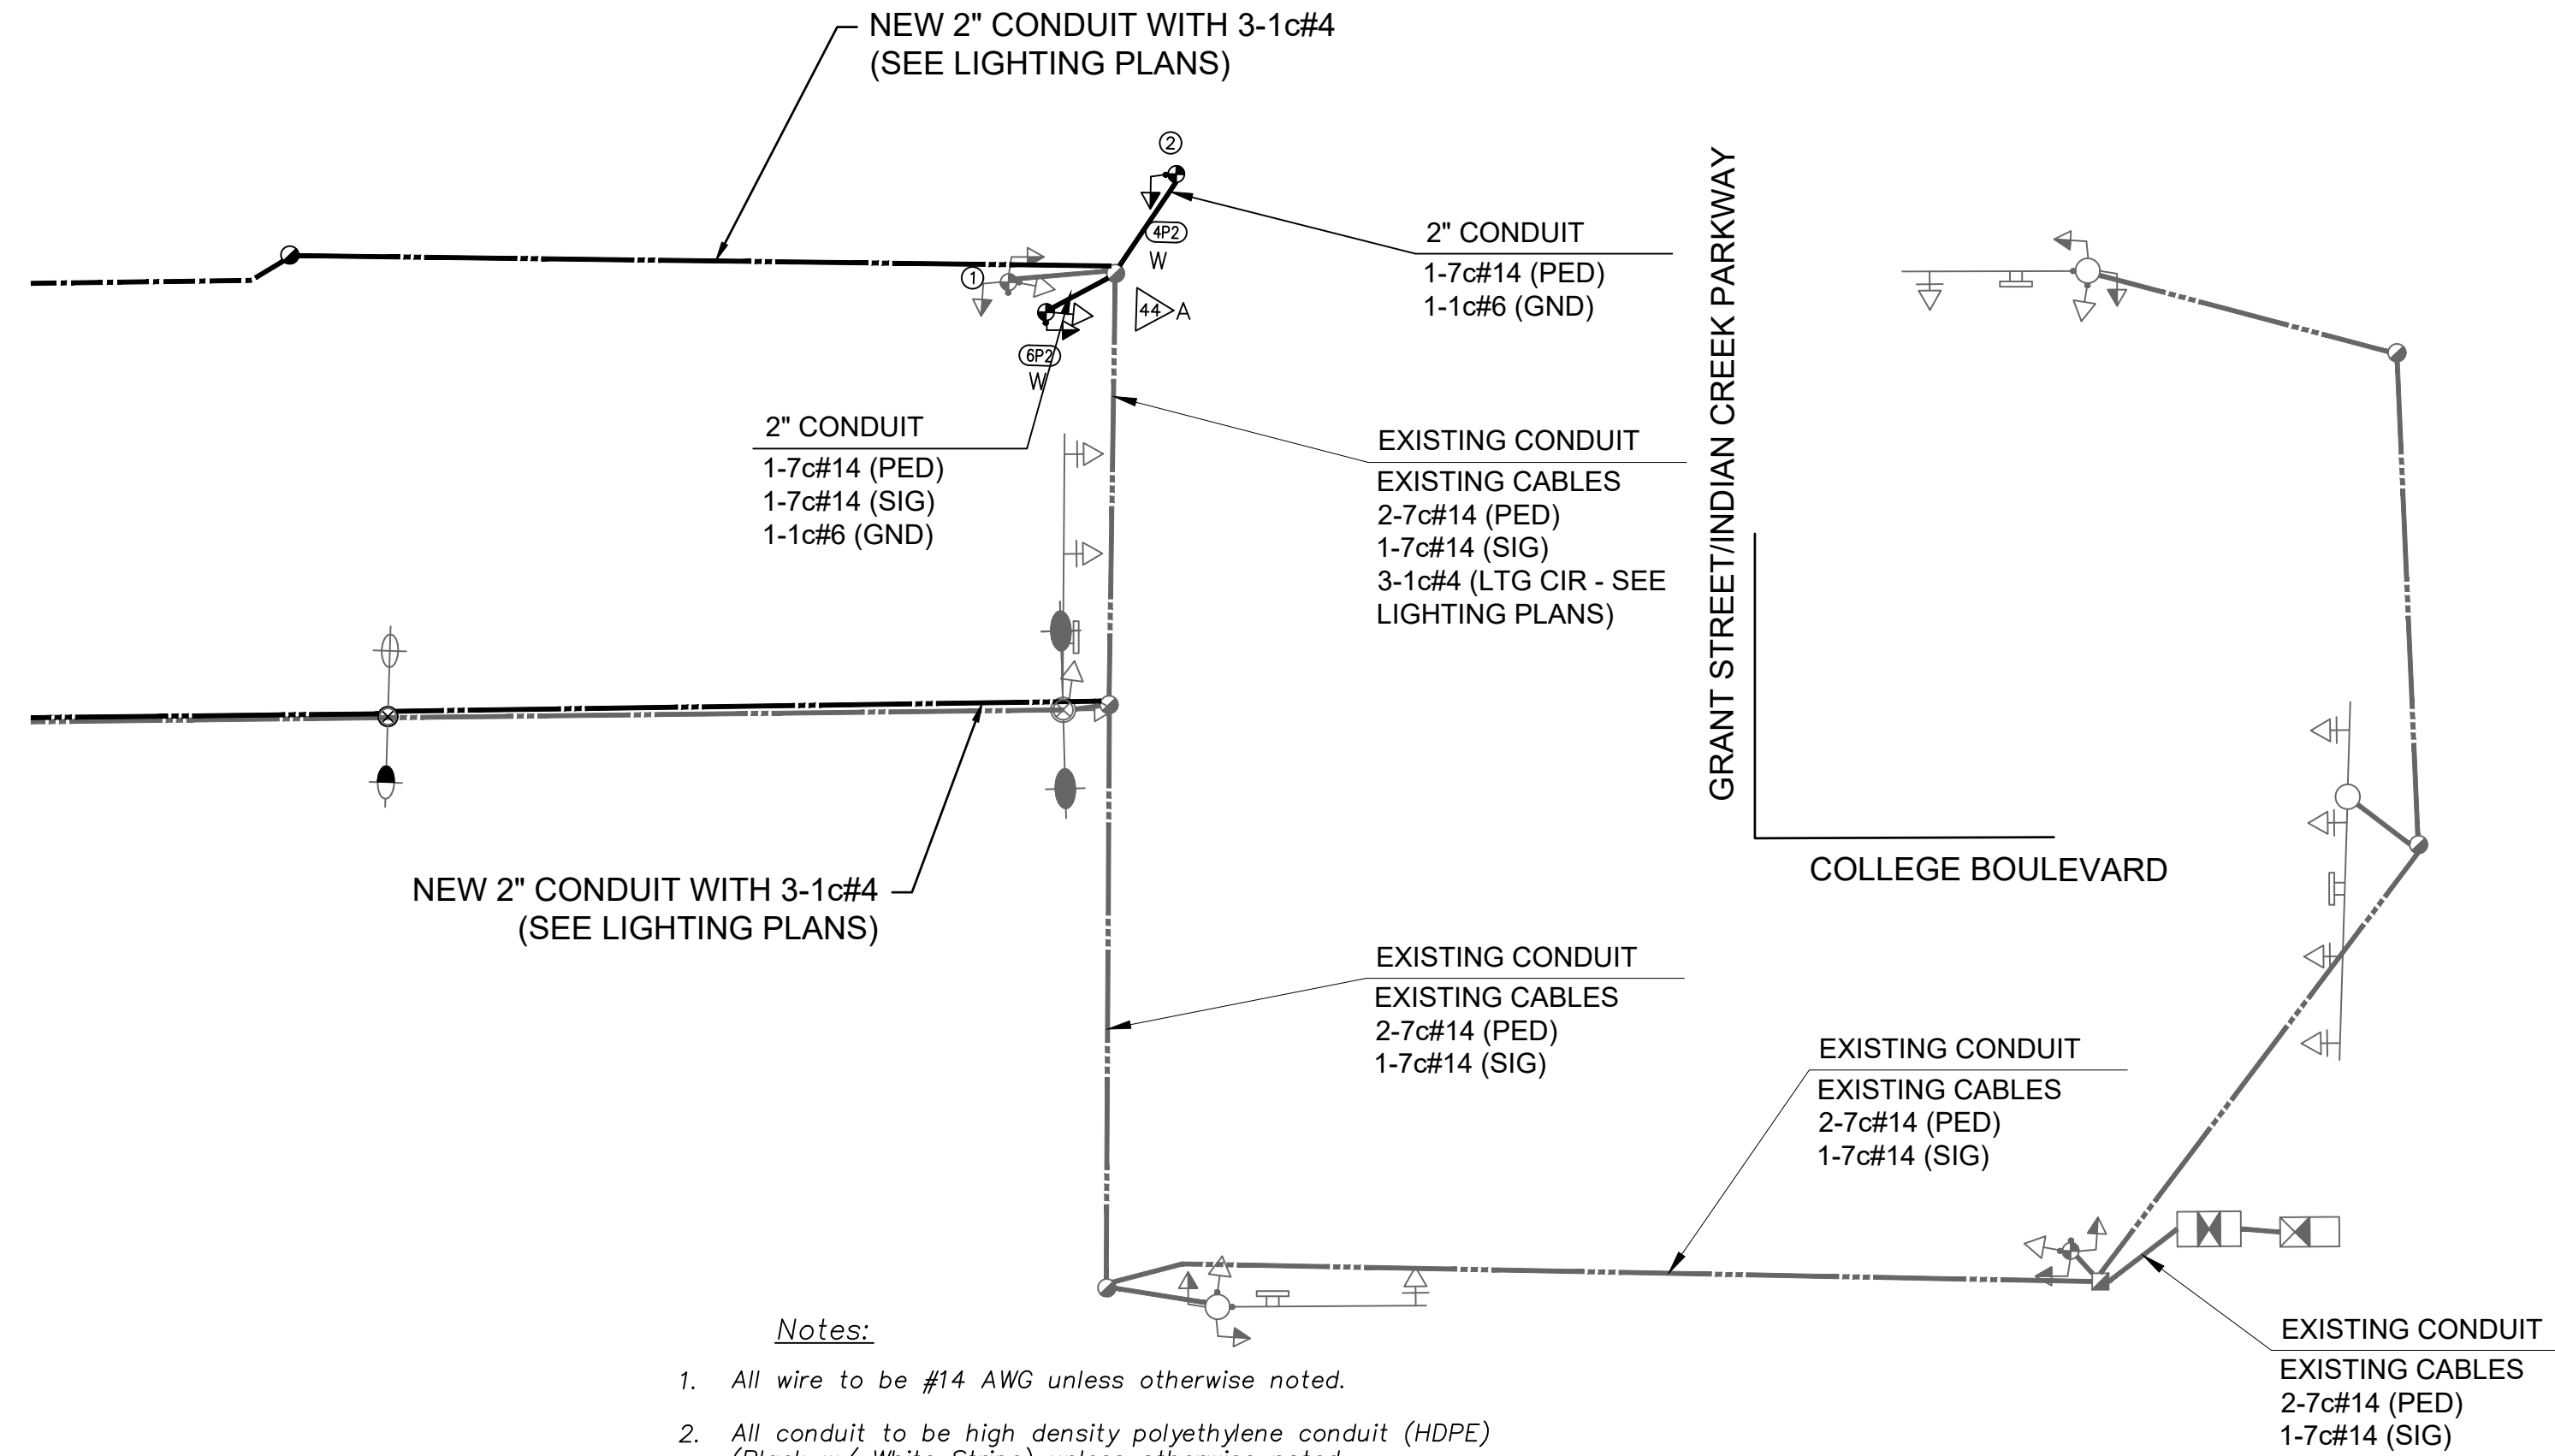 NEW 2" CONDUIT WITH 3-1c#4
(SEE LIGHTING PLANS)
2
4P2
W
1
44
A
6P2
W
2" CONDUIT
1-7c#14 (PED)
1-1c#6 (GND)
2" CONDUIT
1-7c#14 (PED)
1-7c#14 (SIG)
1-1c#6 (GND)
EXISTING CONDUIT
EXISTING CABLES
2-7c#14 (PED)
1-7c#14 (SIG)
3-1c#4 (LTG CIR - SEE
LIGHTING PLANS)
GRANT STREET/INDIAN CREEK PARKWAY
COLLEGE BOULEVARD
NEW 2" CONDUIT WITH 3-1c#4
(SEE LIGHTING PLANS)
EXISTING CONDUIT
EXISTING CABLES
2-7c#14 (PED)
1-7c#14 (SIG)
EXISTING CONDUIT
EXISTING CABLES
2-7c#14 (PED)
1-7c#14 (SIG)
EXISTING CONDUIT
EXISTING CABLES
2-7c#14 (PED)
1-7c#14 (SIG)
Notes:
1. All wire to be #14 AWG unless otherwise noted.
2. All conduit to be high density polyethylene conduit (HDPE)
(Black w/ White Stripe) unless otherwise noted